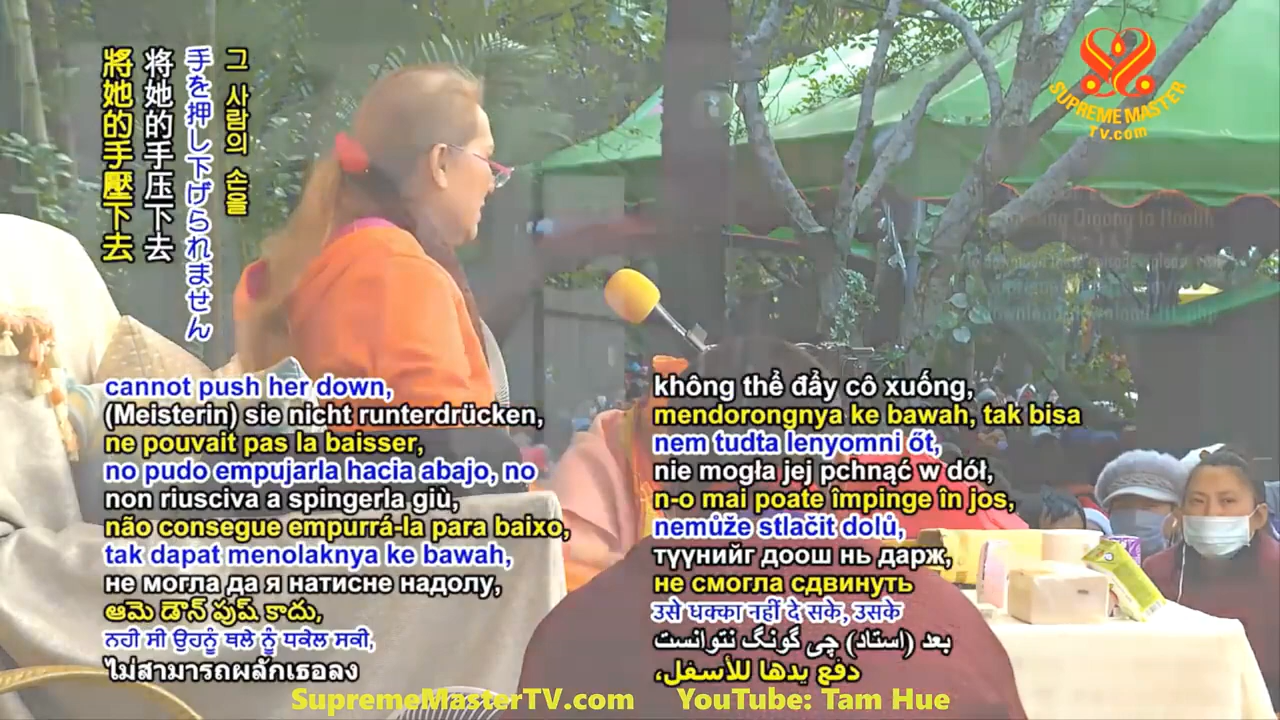 將她的手壓下去
将她的手压下去
手を押し下げられません
그 사람의 손을
SUPREME MASTER
TV.com
cannot push her down,
(Meisterin) sie nicht runterdrücken,
ne pouvait pas la baisser,
no pudo empujarla hacia abajo, no
non riusciva a spingerla giù,
não consegue empurrá-la para baixo,
tak dapat menolaknya ke bawah,
не могла да я натисне надолу,
ఆమె డౌన్ పుష్ కాదు,
ਨਹੀ ਸੀ ਉਹਨੂੰ ਥਲੇ ਨੂੰ ਧਕੇਲ ਸਕੀ,
ไม่สามารถผลักเธอลง
không thể đẩy cô xuống,
mendorongnya ke bawah, tak bisa
nem tudta lenyomni őt,
nie mogła jej pchnąć w dół,
n-o mai poate împinge în jos,
nemůže stlačit dolů,
түүнийг доош нь дарж,
не смогла сдвинуть
उसे धक्का नहीं दे सके, उसके
بعد (استاد) چی گونگ نتوانست
دفع يدها للأسفل،
SupremeMasterTV.com
YouTube: Tam Hue